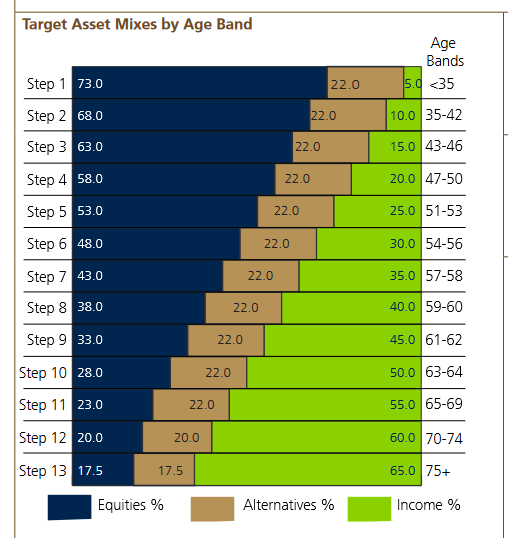 Target Asset Mixes by Age Band
Age
Bands
Step 1 73.0 22.0 5.0 <35
Step 2 68.0 22.0 10.0 35-42
Step 3 63.0 22.0 15.0 43-46
Step 4 58.0 22.0 20.0 47-50
Step 5 53.0 22.0 25.0 51-53
Step 6 48.0 22.0 30.0 54-56
Step 7 43.0 22.0 35.0 57-58
Step 8 38.0 22.0 40.0 59-60
Step 9 33.0 22.0 45.0 61-62
Step 10 28.0 22.0 50.0 63-64
Step 11 23.0 22.0 55.0 65-69
Step 12 20.0 20.0 60.0 70-74
Step 13 17.5 17.5 65.0 75+
Equities % Alternatives % Income %